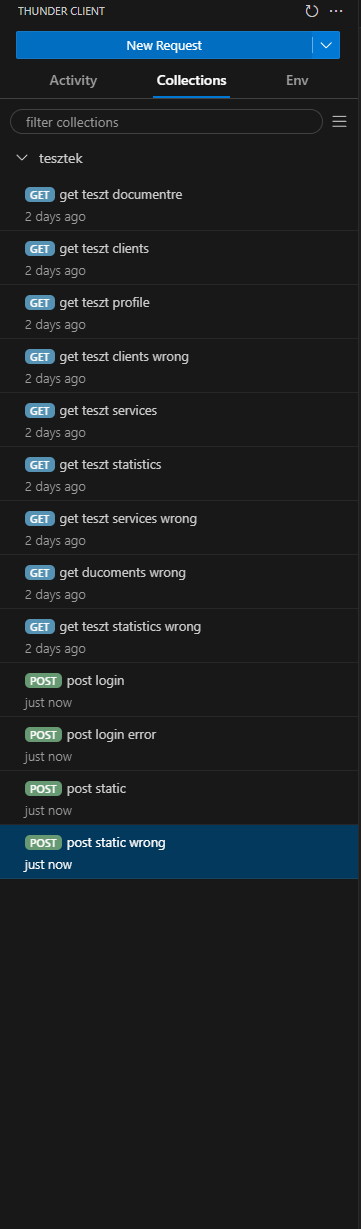 THUNDER CLIENT
New Request
Activity Collections Env
filter collections
tesztek
GET get teszt documentre
2 days ago
GET get teszt clients
2 days ago
GET get teszt profile
2 days ago
GET get teszt clients wrong
2 days ago
GET get teszt services
2 days ago
GET get teszt statistics
2 days ago
GET get teszt services wrong
2 days ago
GET get ducoments wrong
2 days ago
GET get teszt statistics wrong
2 days ago
POST post login
just now
POST post login error
just now
POST post static
just now
POST post static wrong
just now